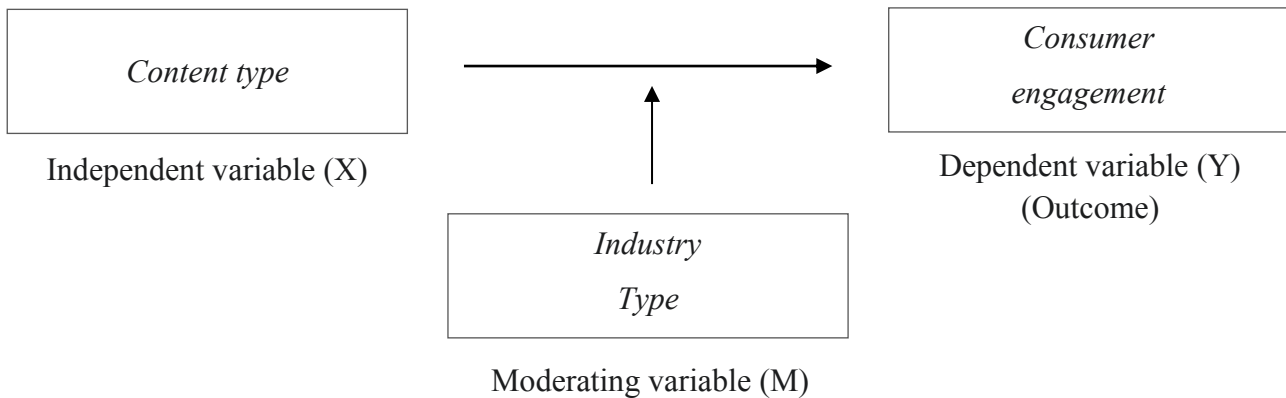 Content type
Independent variable (X)
Consumer
engagement
Dependent variable (Y)
(Outcome)
Industry
Type
Moderating variable (M)